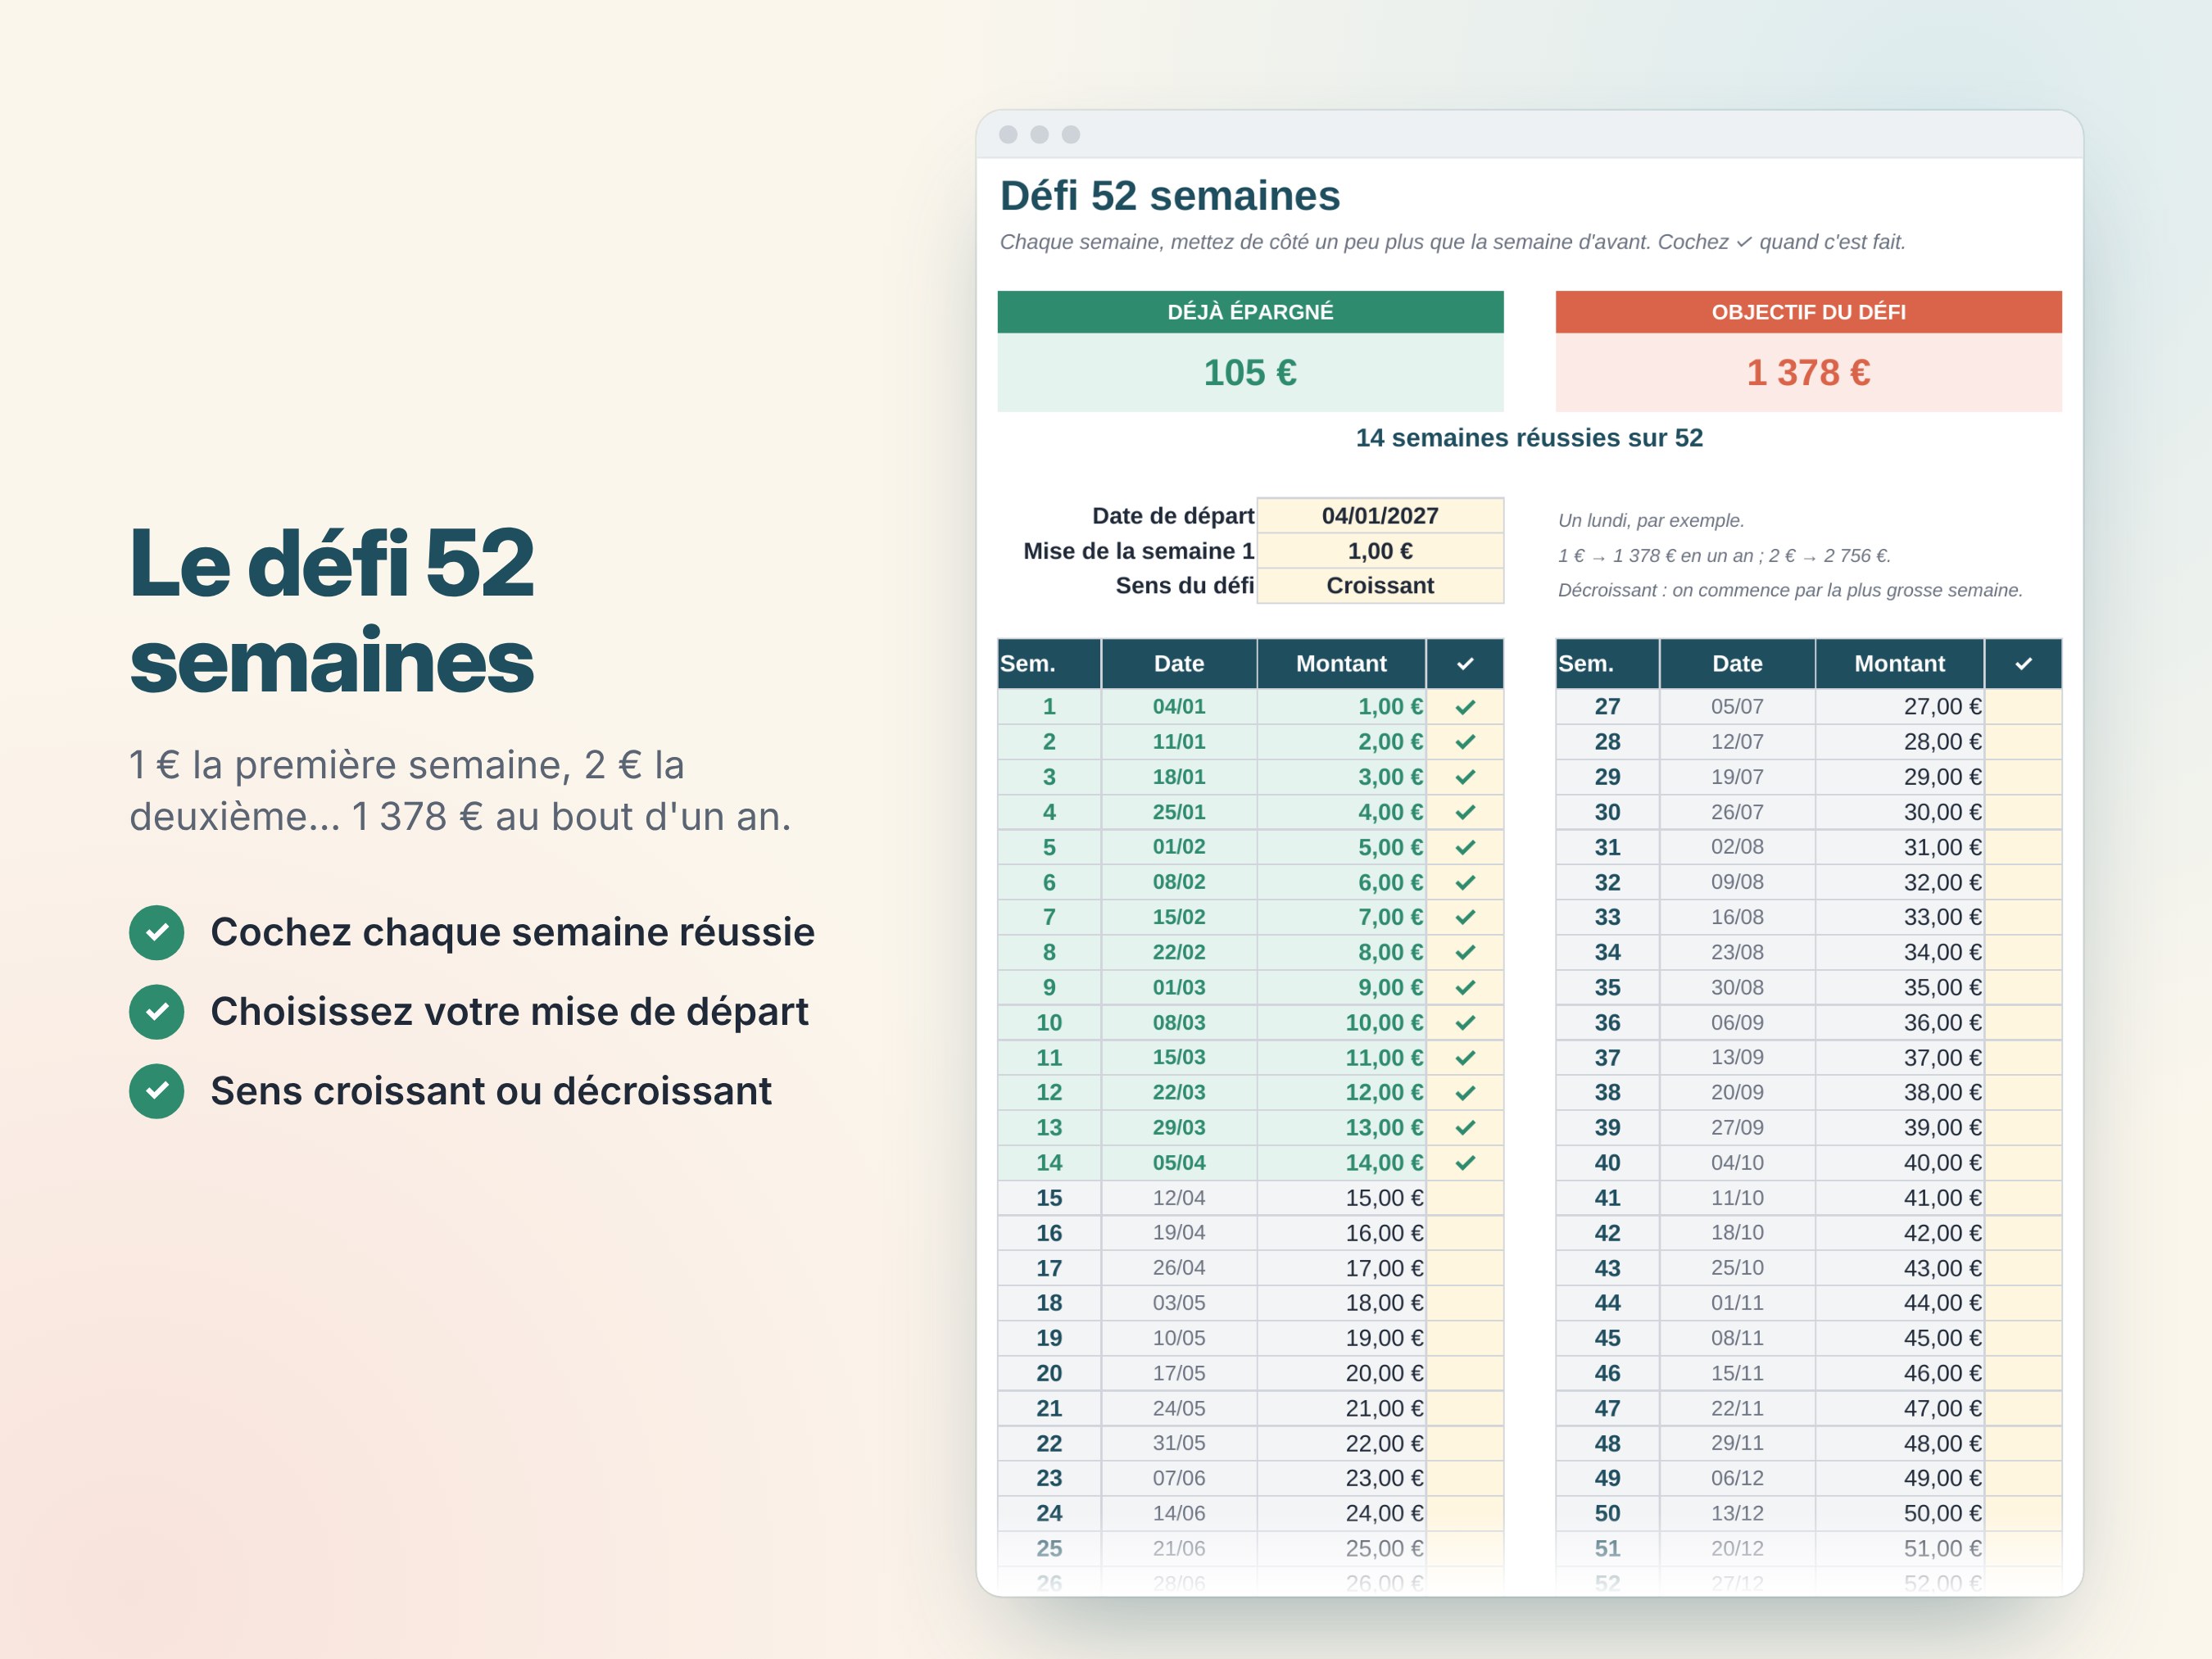 Le défi 52
semaines
1 € la première semaine, 2 € la
deuxième... 1 378 € au bout d'un an.
✓ Cochez chaque semaine réussie
✓ Choisissez votre mise de départ
✓ Sens croissant ou décroissant
Défi 52 semaines
Chaque semaine, mettez de côté un peu plus que la semaine d'avant. Cochez ✓ quand c'est fait.
DÉJÀ ÉPARGNÉ OBJECTIF DU DÉFI
105 € 1 378 €
14 semaines réussies sur 52
Date de départ 04/01/2027 Un lundi, par exemple.
Mise de la semaine 1 1,00 € 1 € → 1 378 € en un an ; 2 € → 2 756 €.
Sens du défi Croissant Décroissant : on commence par la plus grosse semaine.
Sem. Date Montant ✓ Sem. Date Montant ✓
1 04/01 1,00 € ✓ 27 05/07 27,00 €
2 11/01 2,00 € ✓ 28 12/07 28,00 €
3 18/01 3,00 € ✓ 29 19/07 29,00 €
4 25/01 4,00 € ✓ 30 26/07 30,00 €
5 01/02 5,00 € ✓ 31 02/08 31,00 €
6 08/02 6,00 € ✓ 32 09/08 32,00 €
7 15/02 7,00 € ✓ 33 16/08 33,00 €
8 22/02 8,00 € ✓ 34 23/08 34,00 €
9 01/03 9,00 € ✓ 35 30/08 35,00 €
10 08/03 10,00 € ✓ 36 06/09 36,00 €
11 15/03 11,00 € ✓ 37 13/09 37,00 €
12 22/03 12,00 € ✓ 38 20/09 38,00 €
13 29/03 13,00 € ✓ 39 27/09 39,00 €
14 05/04 14,00 € ✓ 40 04/10 40,00 €
15 12/04 15,00 € 41 11/10 41,00 €
16 19/04 16,00 € 42 18/10 42,00 €
17 26/04 17,00 € 43 25/10 43,00 €
18 03/05 18,00 € 44 01/11 44,00 €
19 10/05 19,00 € 45 08/11 45,00 €
20 17/05 20,00 € 46 15/11 46,00 €
21 24/05 21,00 € 47 22/11 47,00 €
22 31/05 22,00 € 48 29/11 48,00 €
23 07/06 23,00 € 49 06/12 49,00 €
24 14/06 24,00 € 50 13/12 50,00 €
25 21/06 25,00 € 51 20/12 51,00 €
26 28/06 26,00 € 52 27/12 52,00 €